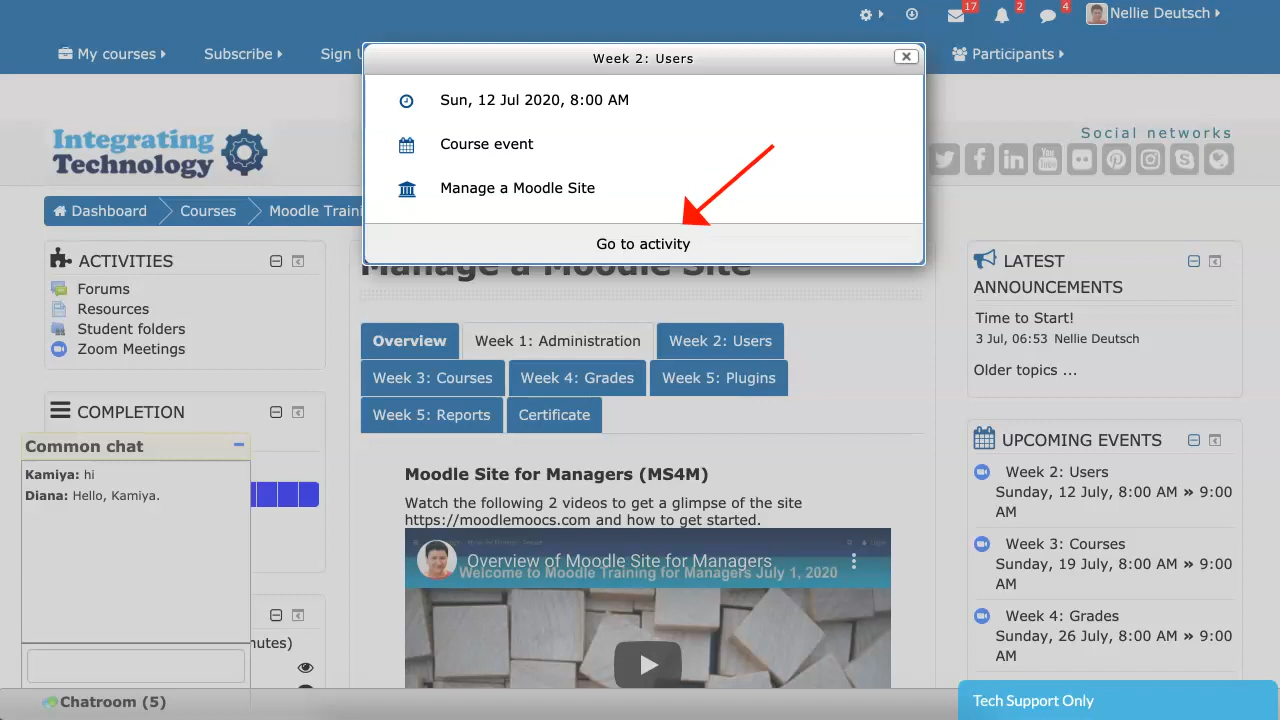 17
2
4
Nellie Deutsch
My courses
Subscribe
Sign U
Participants
Week 2: Users
Sun, 12 Jul 2020, 8:00 AM
Course event
Manage a Moodle Site
Go to activity
Integrating
Technology
Social networks
Dashboard
Courses
Moodle Traini
ACTIVITIES
Forums
Resources
Student folders
Zoom Meetings
COMPLETION
Common chat
Kamiya: hi
Diana: Hello, Kamiya.
nutes)
Chatroom (5)
Manage a Moodle Site
Overview
Week 1: Administration
Week 2: Users
Week 3: Courses
Week 4: Grades
Week 5: Plugins
Week 5: Reports
Certificate
Moodle Site for Managers (MS4M)
Watch the following 2 videos to get a glimpse of the site
https://moodlemoocs.com and how to get started.
Overview of Moodle Site for Managers
Welcome to Moodle Training for Managers July 1, 2020
LATEST
ANNOUNCEMENTS
Time to Start!
3 Jul, 06:53 Nellie Deutsch
Older topics ...
UPCOMING EVENTS
Week 2: Users
Sunday, 12 July, 8:00 AM » 9:00
AM
Week 3: Courses
Sunday, 19 July, 8:00 AM » 9:00
AM
Week 4: Grades
Sunday, 26 July, 8:00 AM » 9:00
AM
Tech Support Only